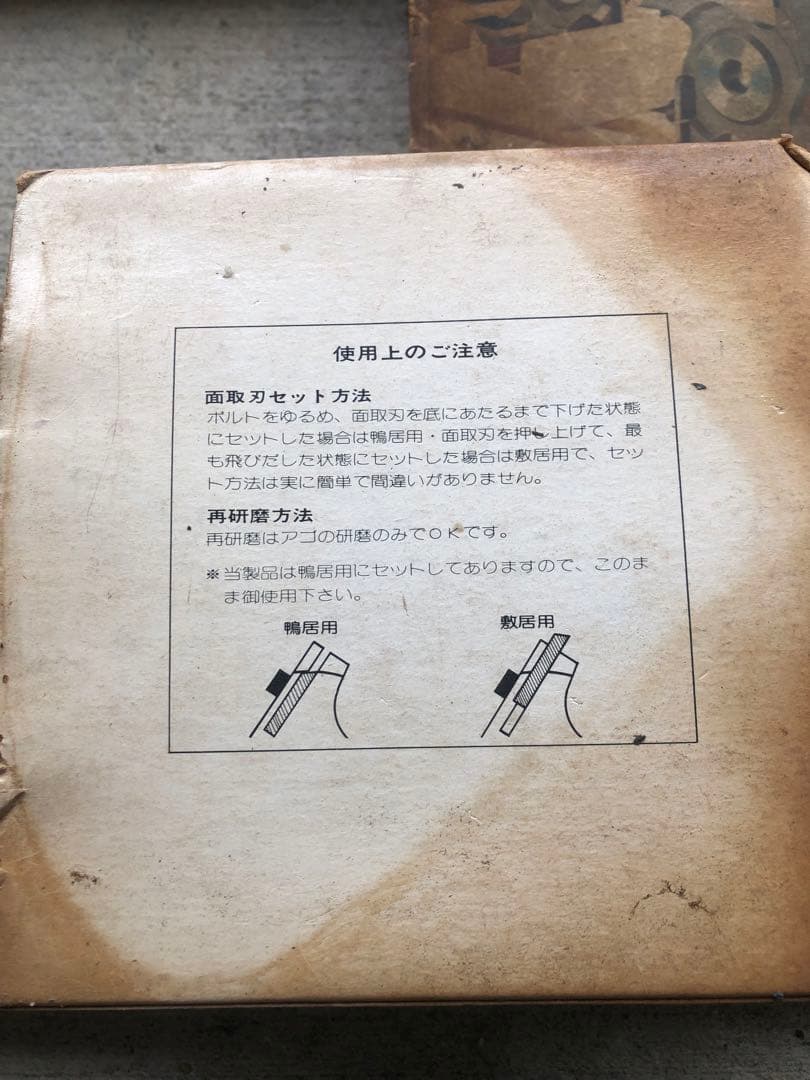 使用上のご注意
面取刃セット方法
ボルトをゆるめ、面取刃を底にあたるまで下げた状態
にセットした場合は鴨居用・面取刃を押し上げて、最
も飛びだした状態にセットした場合は敷居用で、セッ
ト方法は実に簡単で間違いがありません。
再研磨方法
再研磨はアゴの研磨のみでOKです。
※当製品は鴨居用にセットしてありますので、このま
ま御使用下さい。
鴨居用
敷居用